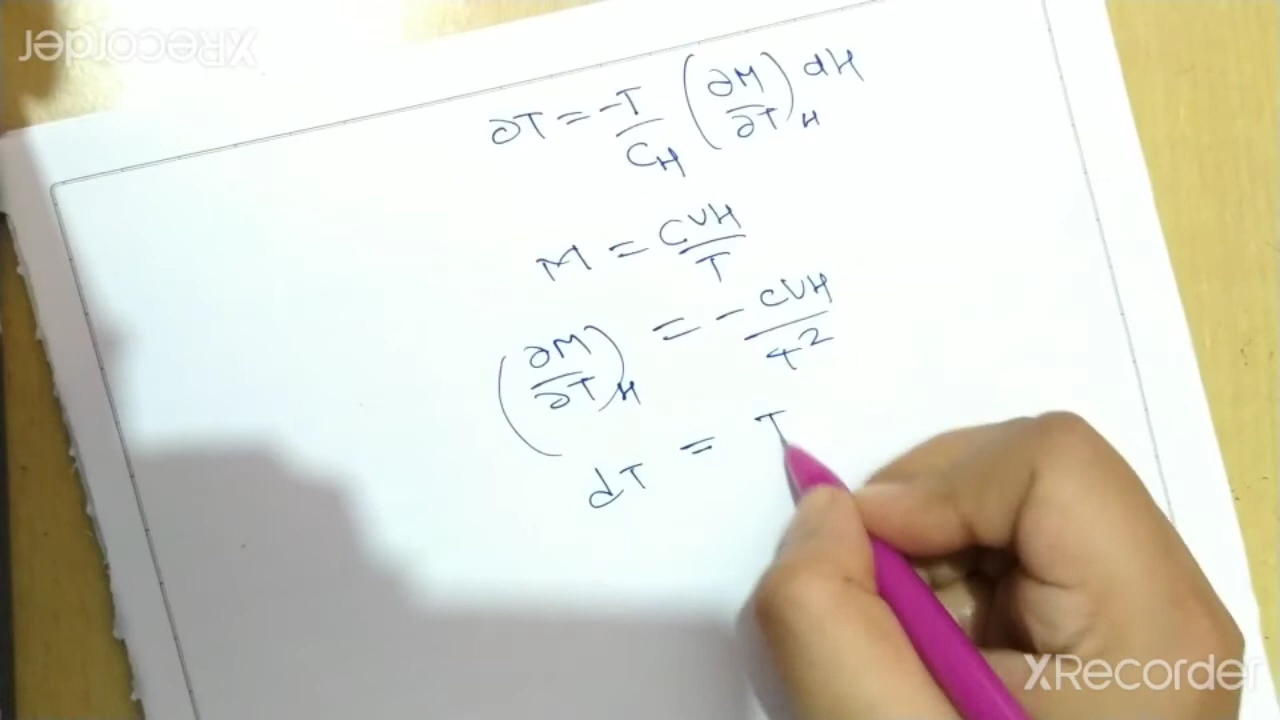 XRecorder
∂T = -T/C_H (∂M/∂T)_H dH
M = CVH/T
(∂M/∂T)_H = - CVH/T²
dT = T
XRecorder